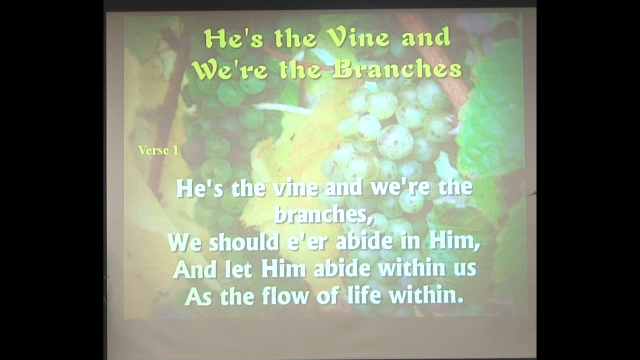 He's the Vine and
We're the Branches
Verse 1
He's the vine and we're the
branches,
We should e'er abide in Him,
And let Him abide within us
As the flow of life within.